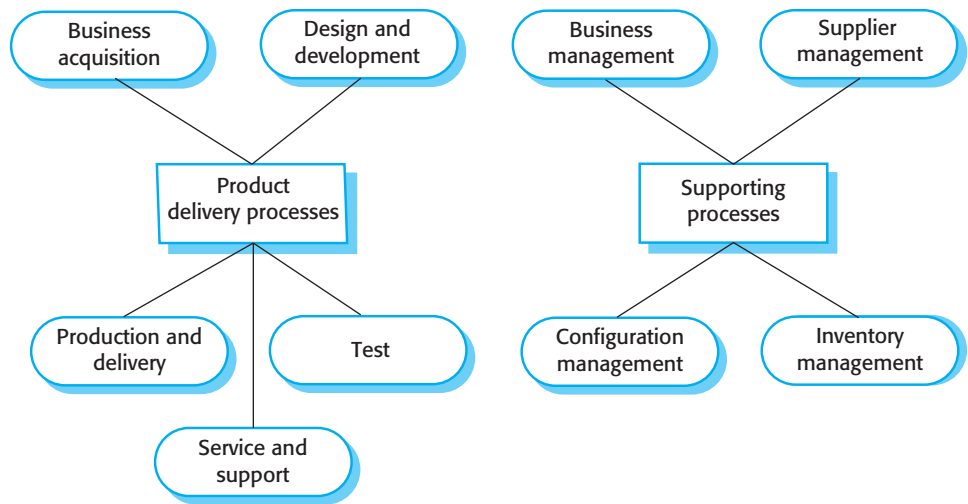 Business
acquisition
Design and
development
Business
management
Supplier
management
Product
delivery processes
Supporting
processes
Production and
delivery
Test
Configuration
management
Inventory
management
Service and
support